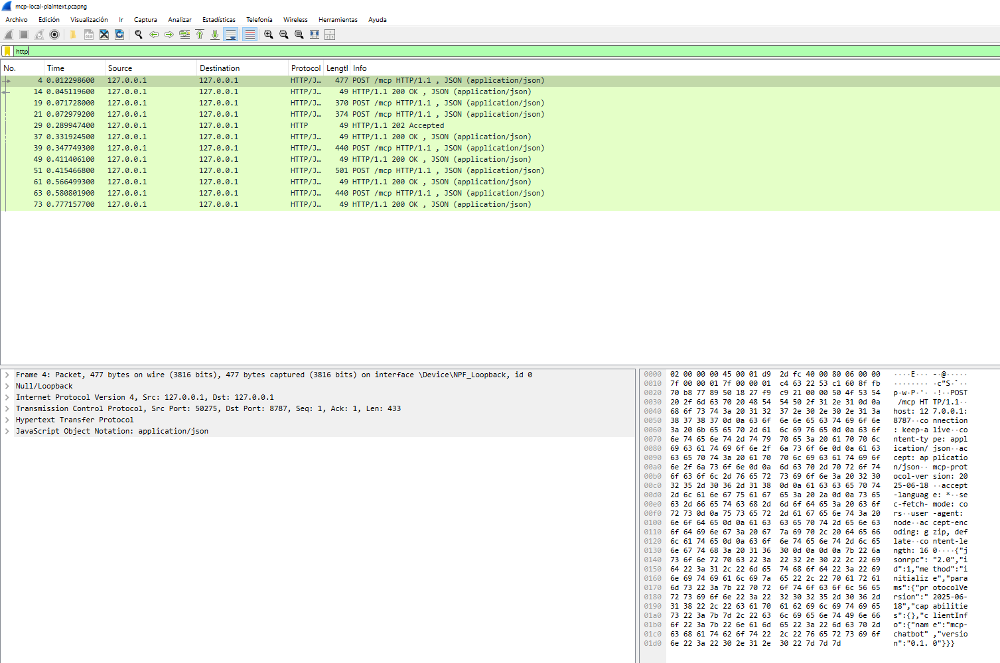 mcp-local-plaintext.pcapng
Archivo Edición Visualización Ir Captura Analizar Estadísticas Telefonía Wireless Herramientas Ayuda
http
No. Time Source Destination Protocol Lengtl Info
4 0.012298600 127.0.0.1 127.0.0.1 HTTP/J… 477 POST /mcp HTTP/1.1 , JSON (application/json)
14 0.045119600 127.0.0.1 127.0.0.1 HTTP/J… 49 HTTP/1.1 200 OK , JSON (application/json)
19 0.071728000 127.0.0.1 127.0.0.1 HTTP/J… 370 POST /mcp HTTP/1.1 , JSON (application/json)
21 0.072979200 127.0.0.1 127.0.0.1 HTTP/J… 374 POST /mcp HTTP/1.1 , JSON (application/json)
29 0.289947400 127.0.0.1 127.0.0.1 HTTP 49 HTTP/1.1 202 Accepted
37 0.331924500 127.0.0.1 127.0.0.1 HTTP/J… 49 HTTP/1.1 200 OK , JSON (application/json)
39 0.347749300 127.0.0.1 127.0.0.1 HTTP/J… 440 POST /mcp HTTP/1.1 , JSON (application/json)
49 0.411406100 127.0.0.1 127.0.0.1 HTTP/J… 49 HTTP/1.1 200 OK , JSON (application/json)
51 0.415466800 127.0.0.1 127.0.0.1 HTTP/J… 501 POST /mcp HTTP/1.1 , JSON (application/json)
61 0.566499300 127.0.0.1 127.0.0.1 HTTP/J… 49 HTTP/1.1 200 OK , JSON (application/json)
63 0.580801900 127.0.0.1 127.0.0.1 HTTP/J… 440 POST /mcp HTTP/1.1 , JSON (application/json)
73 0.777157700 127.0.0.1 127.0.0.1 HTTP/J… 49 HTTP/1.1 200 OK , JSON (application/json)
Frame 4: Packet, 477 bytes on wire (3816 bits), 477 bytes captured (3816 bits) on interface \Device\NPF_Loopback, id 0
Null/Loopback
Internet Protocol Version 4, Src: 127.0.0.1, Dst: 127.0.0.1
Transmission Control Protocol, Src Port: 50275, Dst Port: 8787, Seq: 1, Ack: 1, Len: 433
Hypertext Transfer Protocol
JavaScript Object Notation: application/json
0000 02 00 00 00 45 00 01 d9 2d fc 40 00 80 06 00 00 ····E··· -·@·····
0010 7f 00 00 01 7f 00 00 01 c4 63 22 53 c1 60 8f fb ········ ·c"S·`··
0020 70 b8 77 89 50 18 27 f9 c9 21 00 00 50 4f 53 54 p·w·P·'· ·!··POST
0030 20 2f 6d 63 70 20 48 54 54 50 2f 31 2e 31 0d 0a /mcp HT TP/1.1··
0040 68 6f 73 74 3a 20 31 32 37 2e 30 2e 30 2e 31 3a host: 12 7.0.0.1:
0050 38 37 38 37 0d 0a 63 6f 6e 6e 65 63 74 69 6f 6e 8787··co nnection
0060 3a 20 6b 65 65 70 2d 61 6c 69 76 65 0d 0a 63 6f : keep-a live··co
0070 6e 74 65 6e 74 2d 74 79 70 65 3a 20 61 70 70 6c ntent-ty pe: appl
0080 69 63 61 74 69 6f 6e 2f 6a 73 6f 6e 0d 0a 61 63 ication/ json··ac
0090 63 65 70 74 3a 20 61 70 70 6c 69 63 61 74 69 6f cept: ap plicatio
00a0 6e 2f 6a 73 6f 6e 0d 0a 6d 63 70 2d 70 72 6f 74 n/json·· mcp-prot
00b0 6f 63 6f 6c 2d 76 65 72 73 69 6f 6e 3a 20 32 30 ocol-ver sion: 20
00c0 32 35 2d 30 36 2d 31 38 0d 0a 61 63 63 65 70 74 25-06-18 ··accept
00d0 2d 6c 61 6e 67 75 61 67 65 3a 20 2a 0d 0a 73 65 -languag e: *··se
00e0 63 2d 66 65 74 63 68 2d 6d 6f 64 65 3a 20 63 6f c-fetch- mode: co
00f0 72 73 0d 0a 75 73 65 72 2d 61 67 65 6e 74 3a 20 rs··user -agent:
0100 6e 6f 64 65 0d 0a 61 63 63 65 70 74 2d 65 6e 63 node··ac cept-enc
0110 6f 64 69 6e 67 3a 20 67 7a 69 70 2c 20 64 65 66 oding: g zip, def
0120 6c 61 74 65 0d 0a 63 6f 6e 74 65 6e 74 2d 6c 65 late··co ntent-le
0130 6e 67 74 68 3a 20 31 36 30 0d 0a 0d 0a 7b 22 6a ngth: 16 0····{"j
0140 73 6f 6e 72 70 63 22 3a 22 32 2e 30 22 2c 22 69 sonrpc": "2.0","i
0150 64 22 3a 31 2c 22 6d 65 74 68 6f 64 22 3a 22 69 d":1,"me thod":"i
0160 6e 69 74 69 61 6c 69 7a 65 22 2c 22 70 61 72 61 nitializ e","para
0170 6d 73 22 3a 7b 22 70 72 6f 74 6f 63 6f 6c 56 65 ms":{"pr otocolVe
0180 72 73 69 6f 6e 22 3a 22 32 30 32 35 2d 30 36 2d rsion":" 2025-06-
0190 31 38 22 2c 22 63 61 70 61 62 69 6c 69 74 69 65 18","cap abilitie
01a0 73 22 3a 7b 7d 2c 22 63 6c 69 65 6e 74 49 6e 66 s":{},"c lientInf
01b0 6f 22 3a 7b 22 6e 61 6d 65 22 3a 22 6d 63 70 2d o":{"nam e":"mcp-
01c0 63 68 61 74 62 6f 74 22 2c 22 76 65 72 73 69 6f chatbot" ,"versio
01d0 6e 22 3a 22 30 2e 31 2e 30 22 7d 7d 7d n":"0.1. 0"}}}